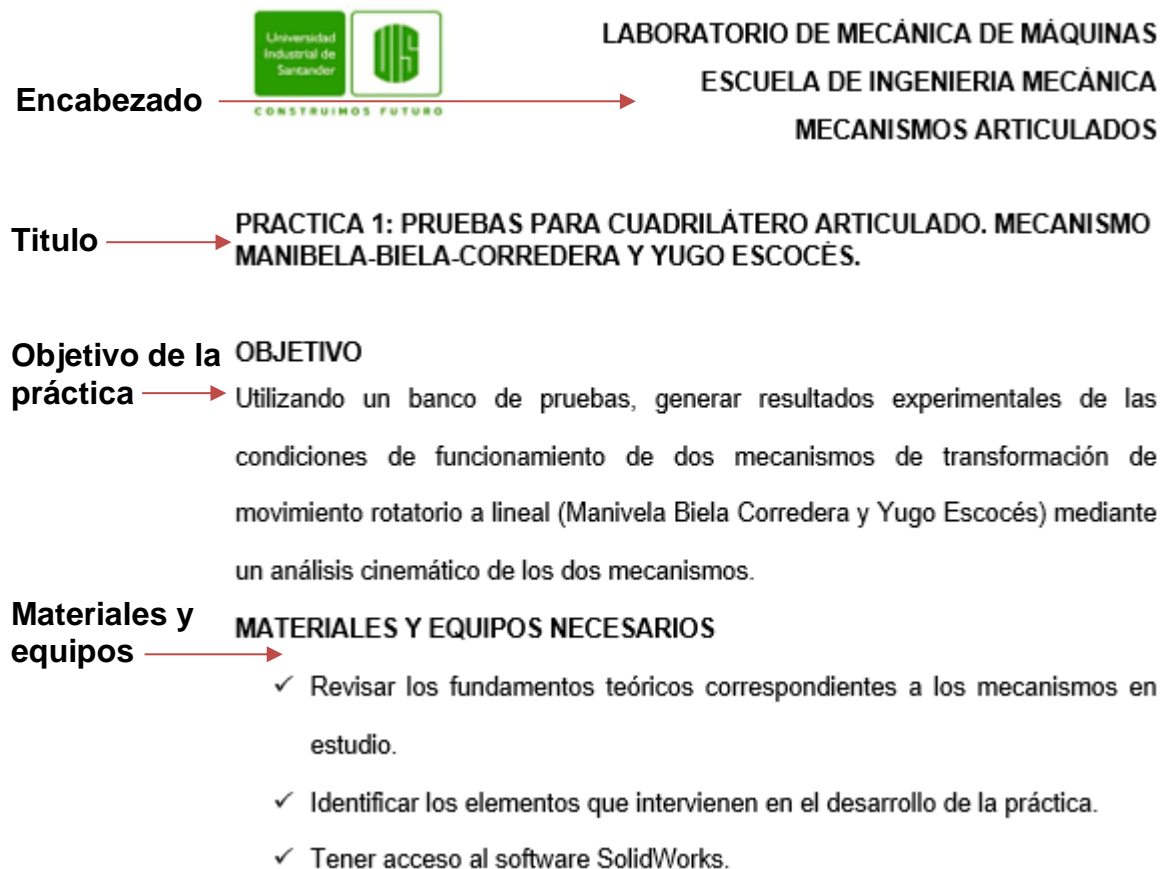 Universidad
Industrial de
Santander
UIS
CONSTRUIMOS FUTURO
LABORATORIO DE MECÁNICA DE MÁQUINAS
ESCUELA DE INGENIERIA MECÁNICA
MECANISMOS ARTICULADOS
Encabezado
Titulo
PRACTICA 1: PRUEBAS PARA CUADRILÁTERO ARTICULADO. MECANISMO
MANIBELA-BIELA-CORREDERA Y YUGO ESCOCÉS.
Objetivo de la
práctica
OBJETIVO
Utilizando un banco de pruebas, generar resultados experimentales de las
condiciones de funcionamiento de dos mecanismos de transformación de
movimiento rotatorio a lineal (Manivela Biela Corredera y Yugo Escocés) mediante
un análisis cinemático de los dos mecanismos.
Materiales y
equipos
MATERIALES Y EQUIPOS NECESARIOS
✓ Revisar los fundamentos teóricos correspondientes a los mecanismos en
estudio.
✓ Identificar los elementos que intervienen en el desarrollo de la práctica.
✓ Tener acceso al software SolidWorks.